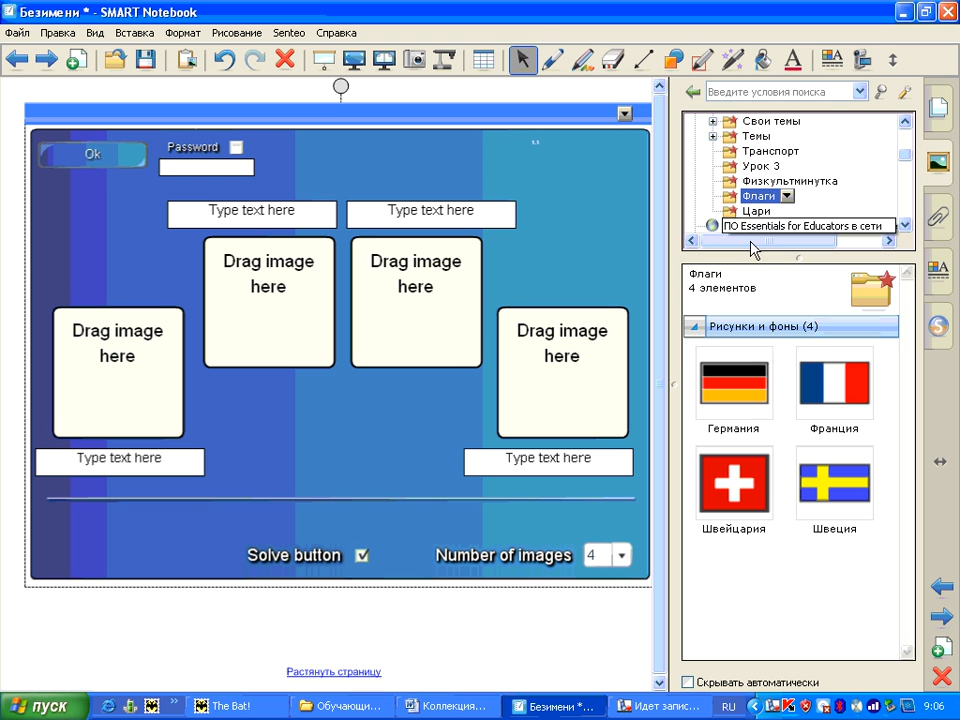 Безимени * - SMART Notebook
Файл Правка Вид Вставка Формат Рисование Senteo Справка
Введите условия поиска
Ok
Password
Type text here
Type text here
Drag image here
Drag image here
Drag image here
Drag image here
Type text here
Type text here
Solve button
Number of images 4
Растянуть страницу
Свои темы
Темы
Транспорт
Урок 3
Физкультминутка
Флаги
Цари
ПО Essentials for Educators в сети
Флаги
4 элементов
Рисунки и фоны (4)
Германия
Франция
Швейцария
Швеция
Скрывать автоматически
пуск
The Bat!
Обучающи...
Коллекция...
Безимени *...
Идет запис...
RU
9:06